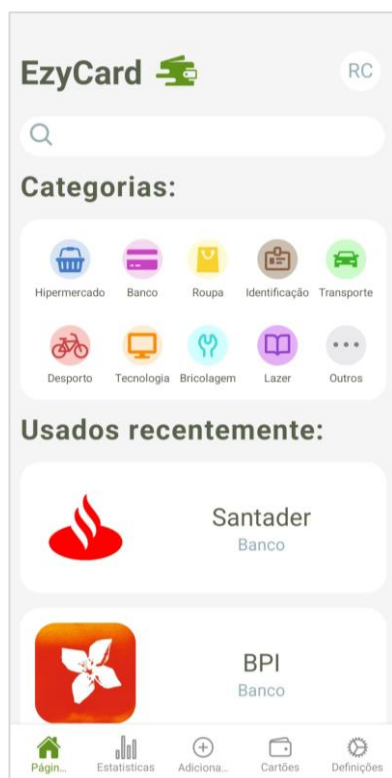 EzyCard
RC
Categorias:
Hipermercado Banco Roupa Identificação Transporte
Desporto Tecnologia Bricolagem Lazer Outros
Usados recentemente:
Santader
Banco
BPI
Banco
Págin... Estatisticas Adiciona... Cartões Definições